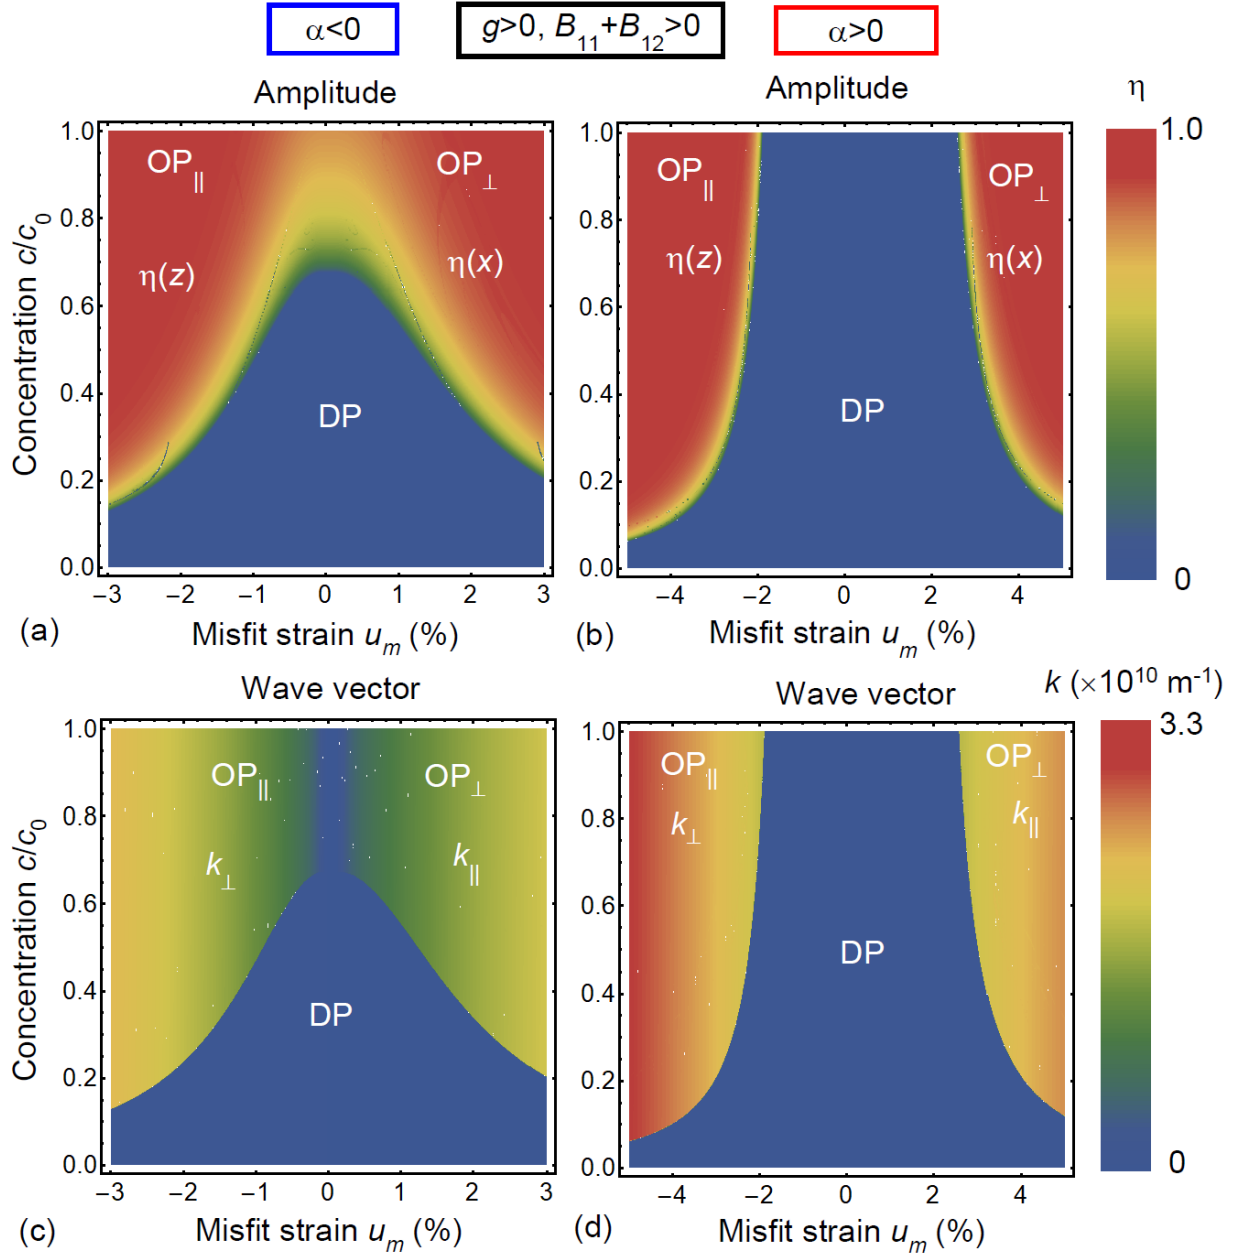 α<0
g>0, B₁₁+B₁₂>0
α>0
Amplitude
Amplitude
η
Concentration c/c₀
1.0
0.8
0.6
0.4
0.2
0.0
OP∥
OP⊥
η(z)
η(x)
DP
−3
−2
−1
0
1
2
3
(a)
Misfit strain uₘ (%)
1.0
0.8
0.6
0.4
0.2
0.0
OP∥
OP⊥
η(z)
η(x)
DP
−4
−2
0
2
4
(b)
Misfit strain uₘ (%)
1.0
0
Wave vector
Wave vector
k (×10¹⁰ m⁻¹)
Concentration c/c₀
1.0
0.8
0.6
0.4
0.2
0.0
OP∥
OP⊥
k⊥
k∥
DP
−3
−2
−1
0
1
2
3
(c)
Misfit strain uₘ (%)
1.0
0.8
0.6
0.4
0.2
0.0
OP∥
OP⊥
k⊥
k∥
DP
−4
−2
0
2
4
(d)
Misfit strain uₘ (%)
3.3
0